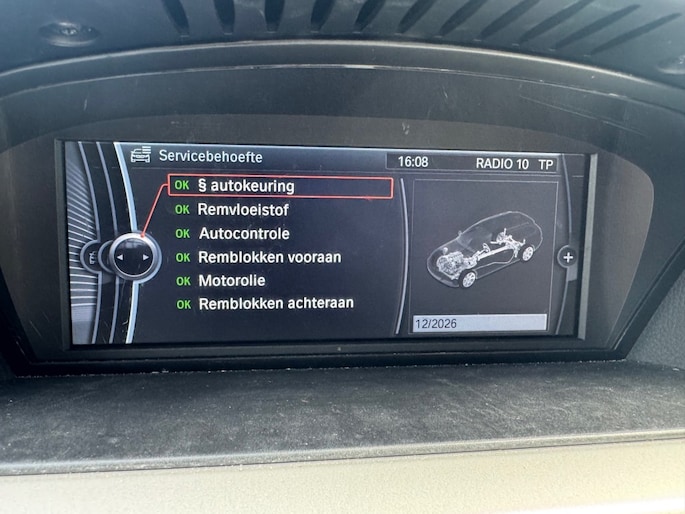 Servicebehoefte 16:08 RADIO 10 TP
OK § autokeuring
OK Remvloeistof
OK Autocontrole
OK Remblokken vooraan
OK Motorolie
OK Remblokken achteraan
12/2026